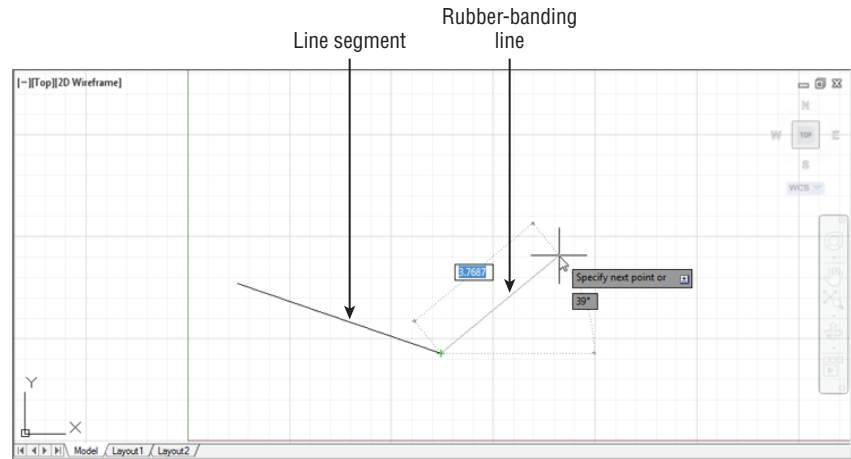 Rubber-banding
Line segment line
[−][Top][2D Wireframe]
N
W TOP E
S
WCS
3.7687
Specify next point or
39°
Y
X
Model Layout1 Layout2